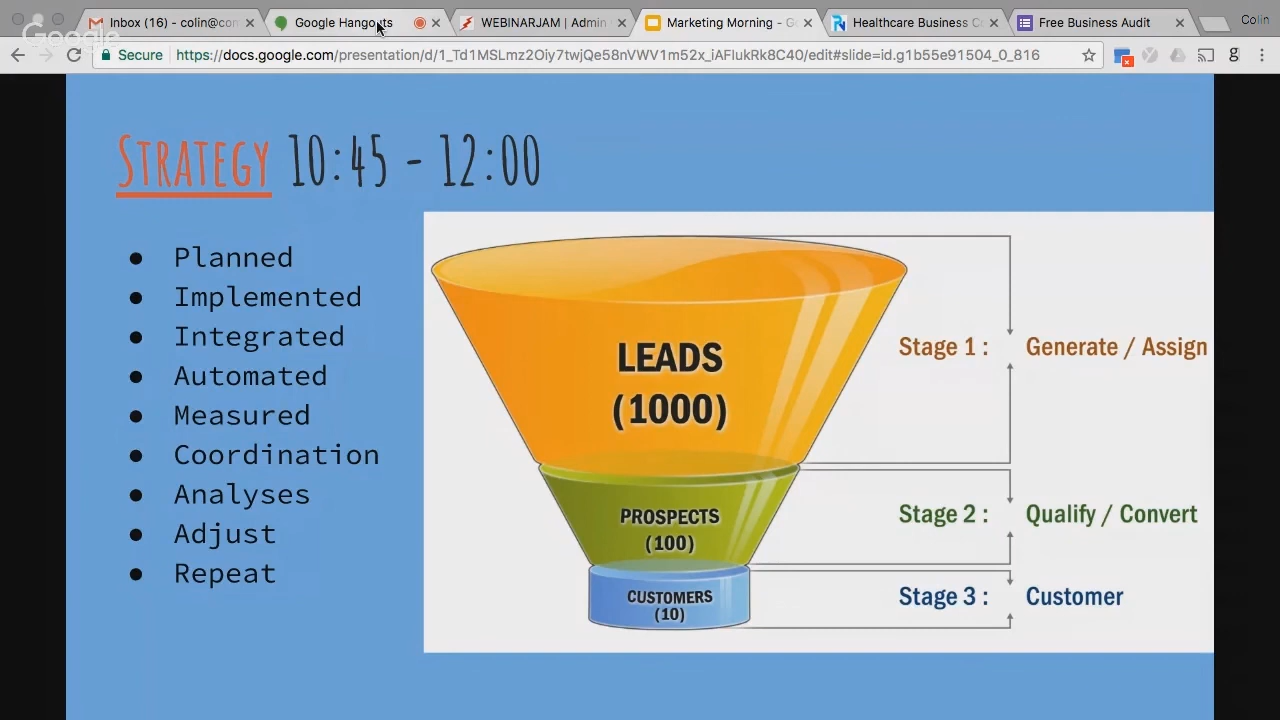 Inbox (16) - colin@con
Google Hangouts
WEBINARJAM | Admin
Marketing Morning - G
Healthcare Business Co
Free Business Audit
Colin
Google
Secure
https://docs.google.com/presentation/d/1_Td1MSLmz2Oiy7twjQe58nVWV1m52x_iAFlukRk8C40/edit#slide=id.g1b55e91504_0_816
g
STRATEGY 10:45 - 12:00
Planned
Implemented
Integrated
Automated
Measured
Coordination
Analyses
Adjust
Repeat
LEADS
(1000)
Stage 1 : Generate / Assign
PROSPECTS
(100)
Stage 2 : Qualify / Convert
CUSTOMERS
(10)
Stage 3 : Customer